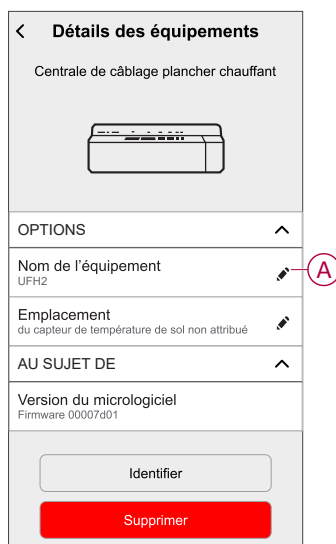 Détails des équipements
Centrale de câblage plancher chauffant
OPTIONS
Nom de l'équipement
UFH2
A
Emplacement
du capteur de température de sol non attribué
AU SUJET DE
Version du micrologiciel
Firmware 00007d01
Identifier
Supprimer